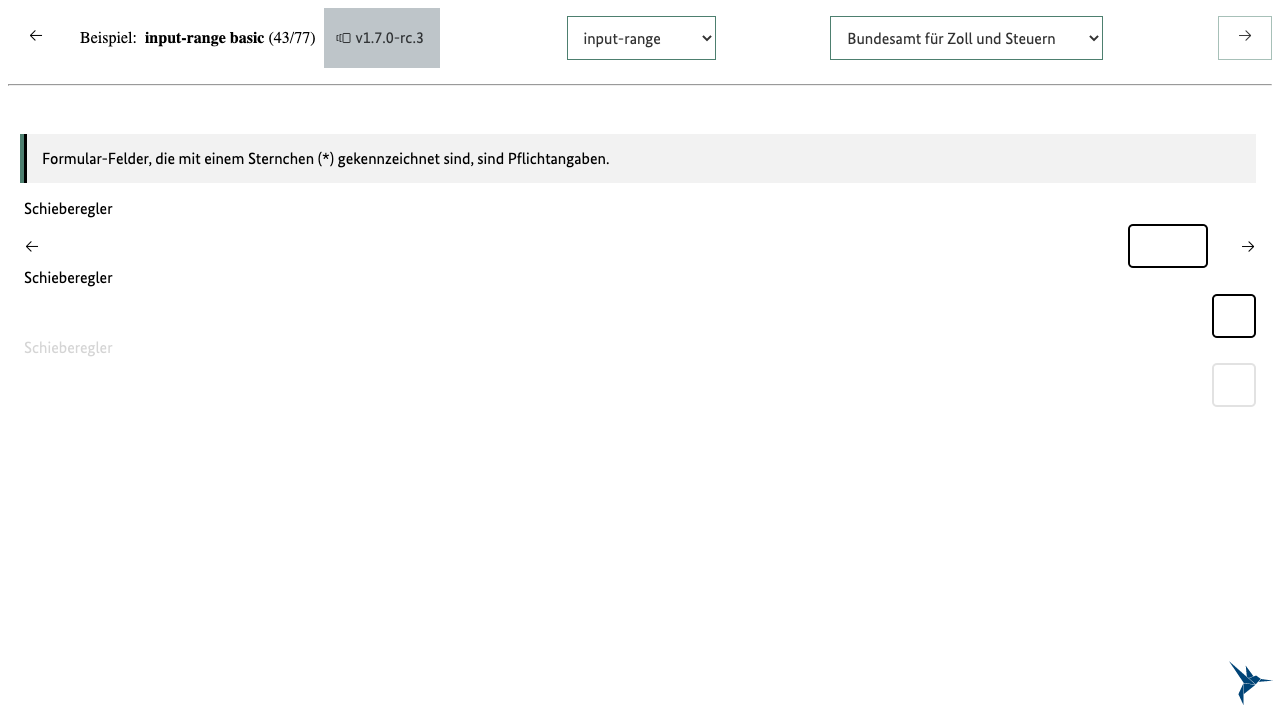 Beispiel: input-range basic (43/77) v1.7.0-rc.3 input-range Bundesamt für Zoll und Steuern
Formular-Felder, die mit einem Sternchen (*) gekennzeichnet sind, sind Pflichtangaben.
Schieberegler
Schieberegler
Schieberegler